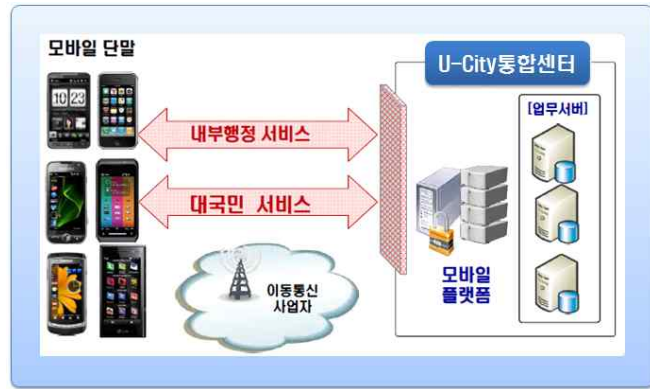 모바일 단말
U-City통합센터
[업무서버]
10 23
내부행정 서비스
대국민 서비스
모바일
플랫폼
이동통신
사업자